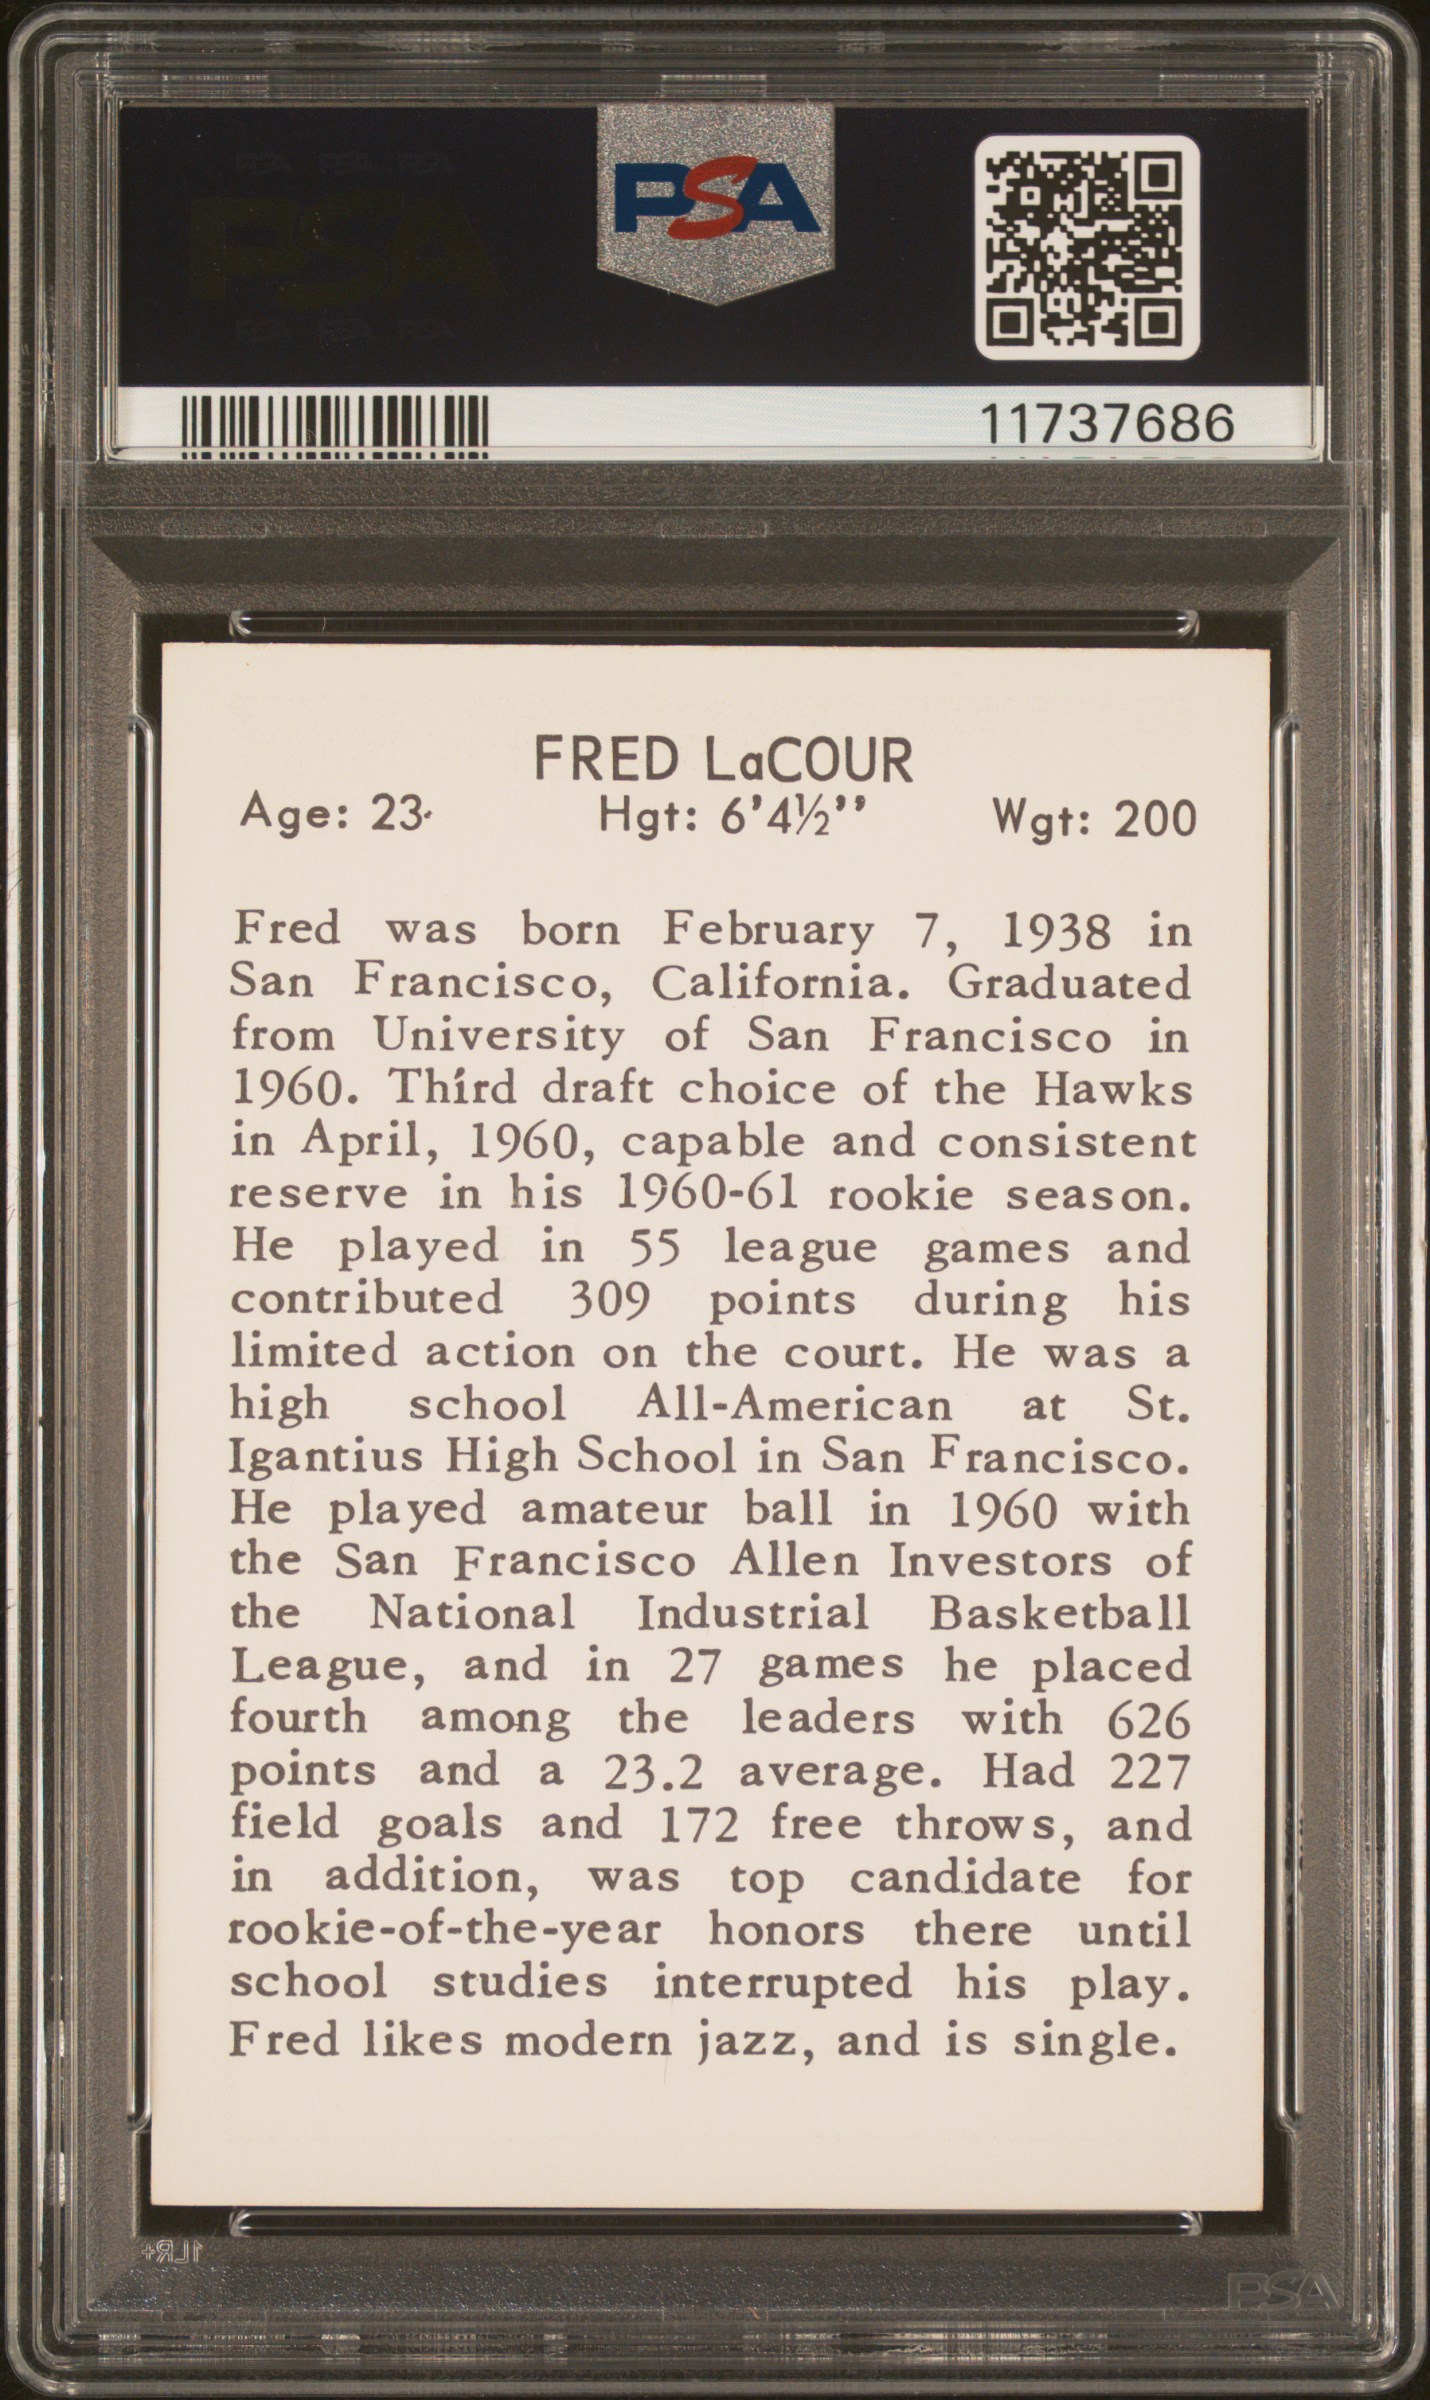 PSA
11737686
FRED LaCOUR
Age: 23 Hgt: 6'4½'' Wgt: 200
Fred was born February 7, 1938 in
San Francisco, California. Graduated
from University of San Francisco in
1960. Third draft choice of the Hawks
in April, 1960, capable and consistent
reserve in his 1960-61 rookie season.
He played in 55 league games and
contributed 309 points during his
limited action on the court. He was a
high school All-American at St.
Igantius High School in San Francisco.
He played amateur ball in 1960 with
the San Francisco Allen Investors of
the National Industrial Basketball
League, and in 27 games he placed
fourth among the leaders with 626
points and a 23.2 average. Had 227
field goals and 172 free throws, and
in addition, was top candidate for
rookie-of-the-year honors there until
school studies interrupted his play.
Fred likes modern jazz, and is single.
1LR+
PSA